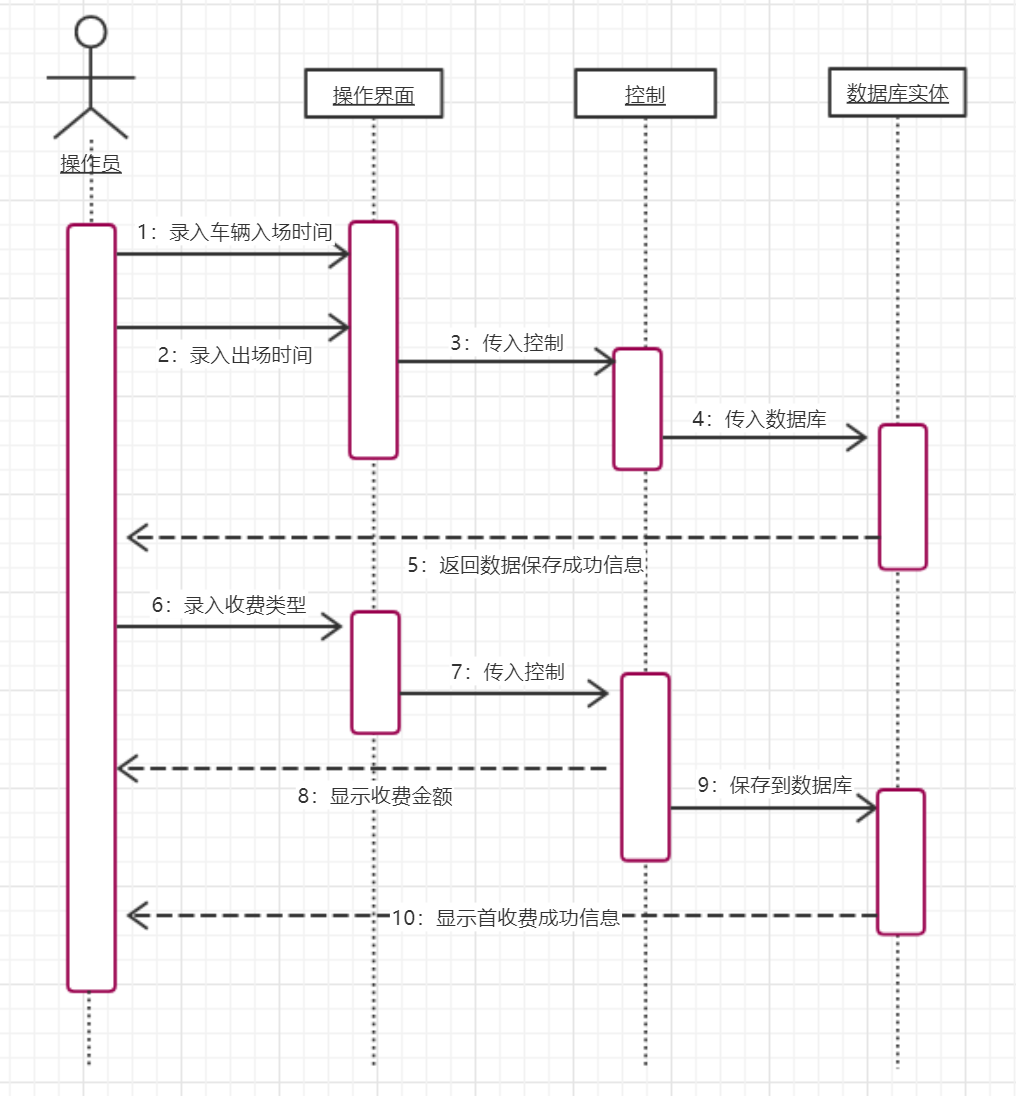 操作员
操作界面
控制
数据库实体
1：录入车辆入场时间
2：录入出场时间
3：传入控制
4：传入数据库
5：返回数据保存成功信息
6：录入收费类型
7：传入控制
8：显示收费金额
9：保存到数据库
10：显示首收费成功信息